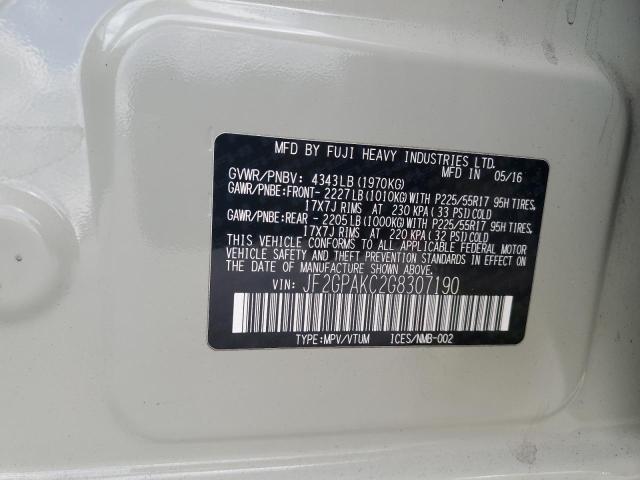 MFD BY FUJI HEAVY INDUSTRIES LTD.
GVWR/PNBV: 4343LB (1970KG) 05/16
GAWR/PNBE:FRONT- 2227LB (1010KG) WITH P225/55R17 95H TIRES,
17X7J RIMS AT 230 KPA (33 PSI) COLD
GAWR/PNBE:REAR - 2205LB (1000KG) WITH P225/55R17 95H TIRES,
17X7J RIMS AT 220 KPA (32 PSI) COLD
THIS VEHICLE CONFORMS TO ALL APPLICABLE FEDERAL MOTOR
VEHICLE SAFETY AND THEFT PREVENTION STANDARDS IN EFFECT
ON THE DATE OF MANUFACTURE SHOWN ABOVE.
VIN: JF2GPAKC2G8307190
TYPE:MPV/VTUM ICES/NMB-002